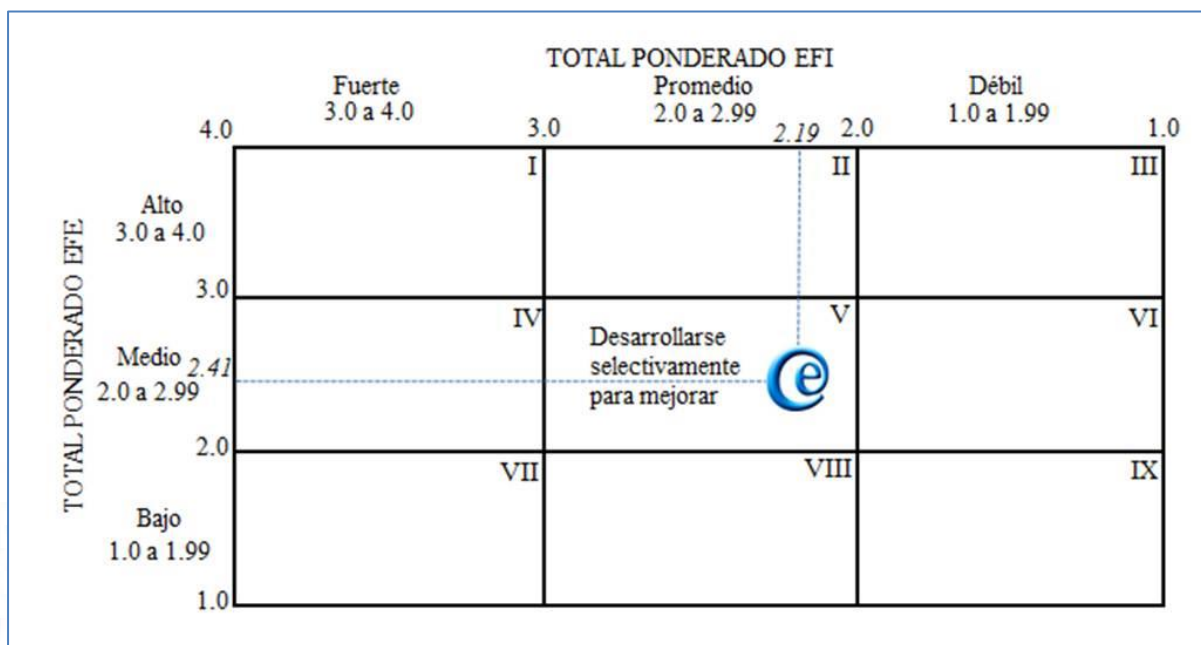 TOTAL PONDERADO EFI
Fuerte
3.0 a 4.0
Promedio
2.0 a 2.99
Débil
1.0 a 1.99
4.0
3.0
2.19
2.0
1.0
TOTAL PONDERADO EFE
Alto
3.0 a 4.0
I
II
III
3.0
Medio
2.0 a 2.99
2.41
IV
V
VI
Desarrollarse
selectivamente
para mejorar
e
2.0
Bajo
1.0 a 1.99
VII
VIII
IX
1.0